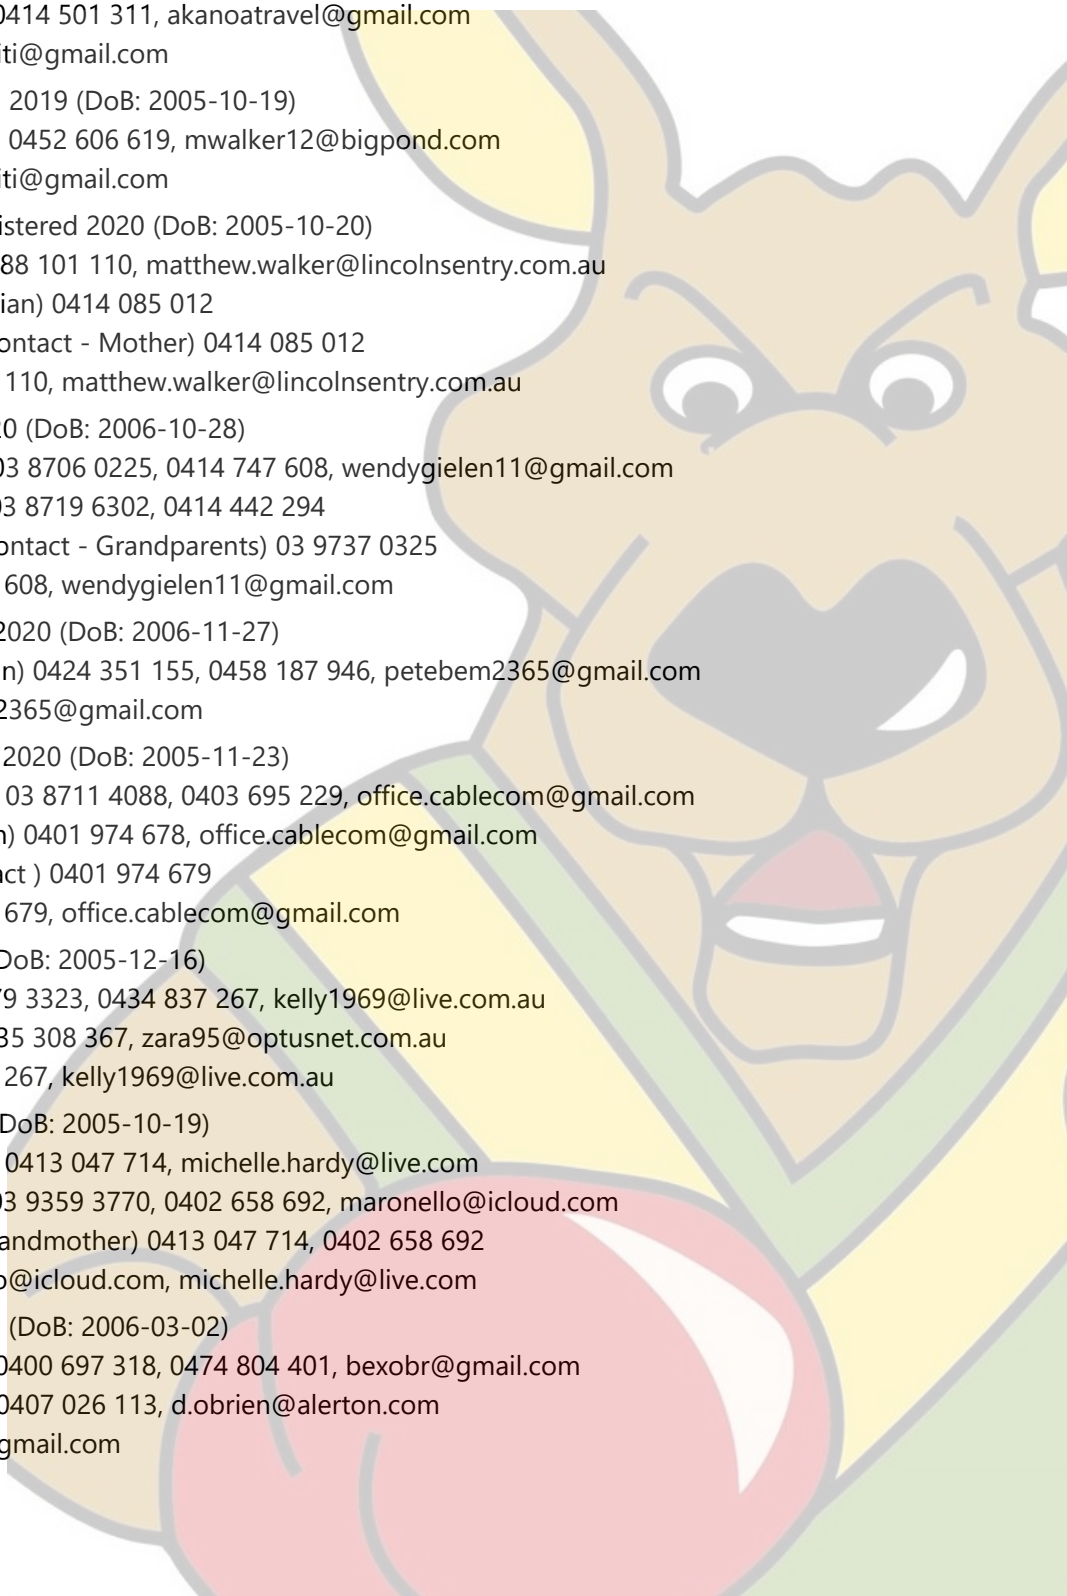 0414 501 311, akanoatravel@gmail.com
iti@gmail.com
2019 (DoB: 2005-10-19)
0452 606 619, mwalker12@bigpond.com
iti@gmail.com
istered 2020 (DoB: 2005-10-20)
88 101 110, matthew.walker@lincolnsentry.com.au
ian) 0414 085 012
ontact - Mother) 0414 085 012
110, matthew.walker@lincolnsentry.com.au
0 (DoB: 2006-10-28)
03 8706 0225, 0414 747 608, wendygielen11@gmail.com
03 8719 6302, 0414 442 294
ontact - Grandparents) 03 9737 0325
608, wendygielen11@gmail.com
2020 (DoB: 2006-11-27)
n) 0424 351 155, 0458 187 946, petebem2365@gmail.com
2365@gmail.com
2020 (DoB: 2005-11-23)
03 8711 4088, 0403 695 229, office.cablecom@gmail.com
n) 0401 974 678, office.cablecom@gmail.com
act ) 0401 974 679
679, office.cablecom@gmail.com
DoB: 2005-12-16)
79 3323, 0434 837 267, kelly1969@live.com.au
35 308 367, zara95@optusnet.com.au
267, kelly1969@live.com.au
DoB: 2005-10-19)
0413 047 714, michelle.hardy@live.com
03 9359 3770, 0402 658 692, maronello@icloud.com
andmother) 0413 047 714, 0402 658 692
o@icloud.com, michelle.hardy@live.com
(DoB: 2006-03-02)
0400 697 318, 0474 804 401, bexobr@gmail.com
0407 026 113, d.obrien@alerton.com
gmail.com